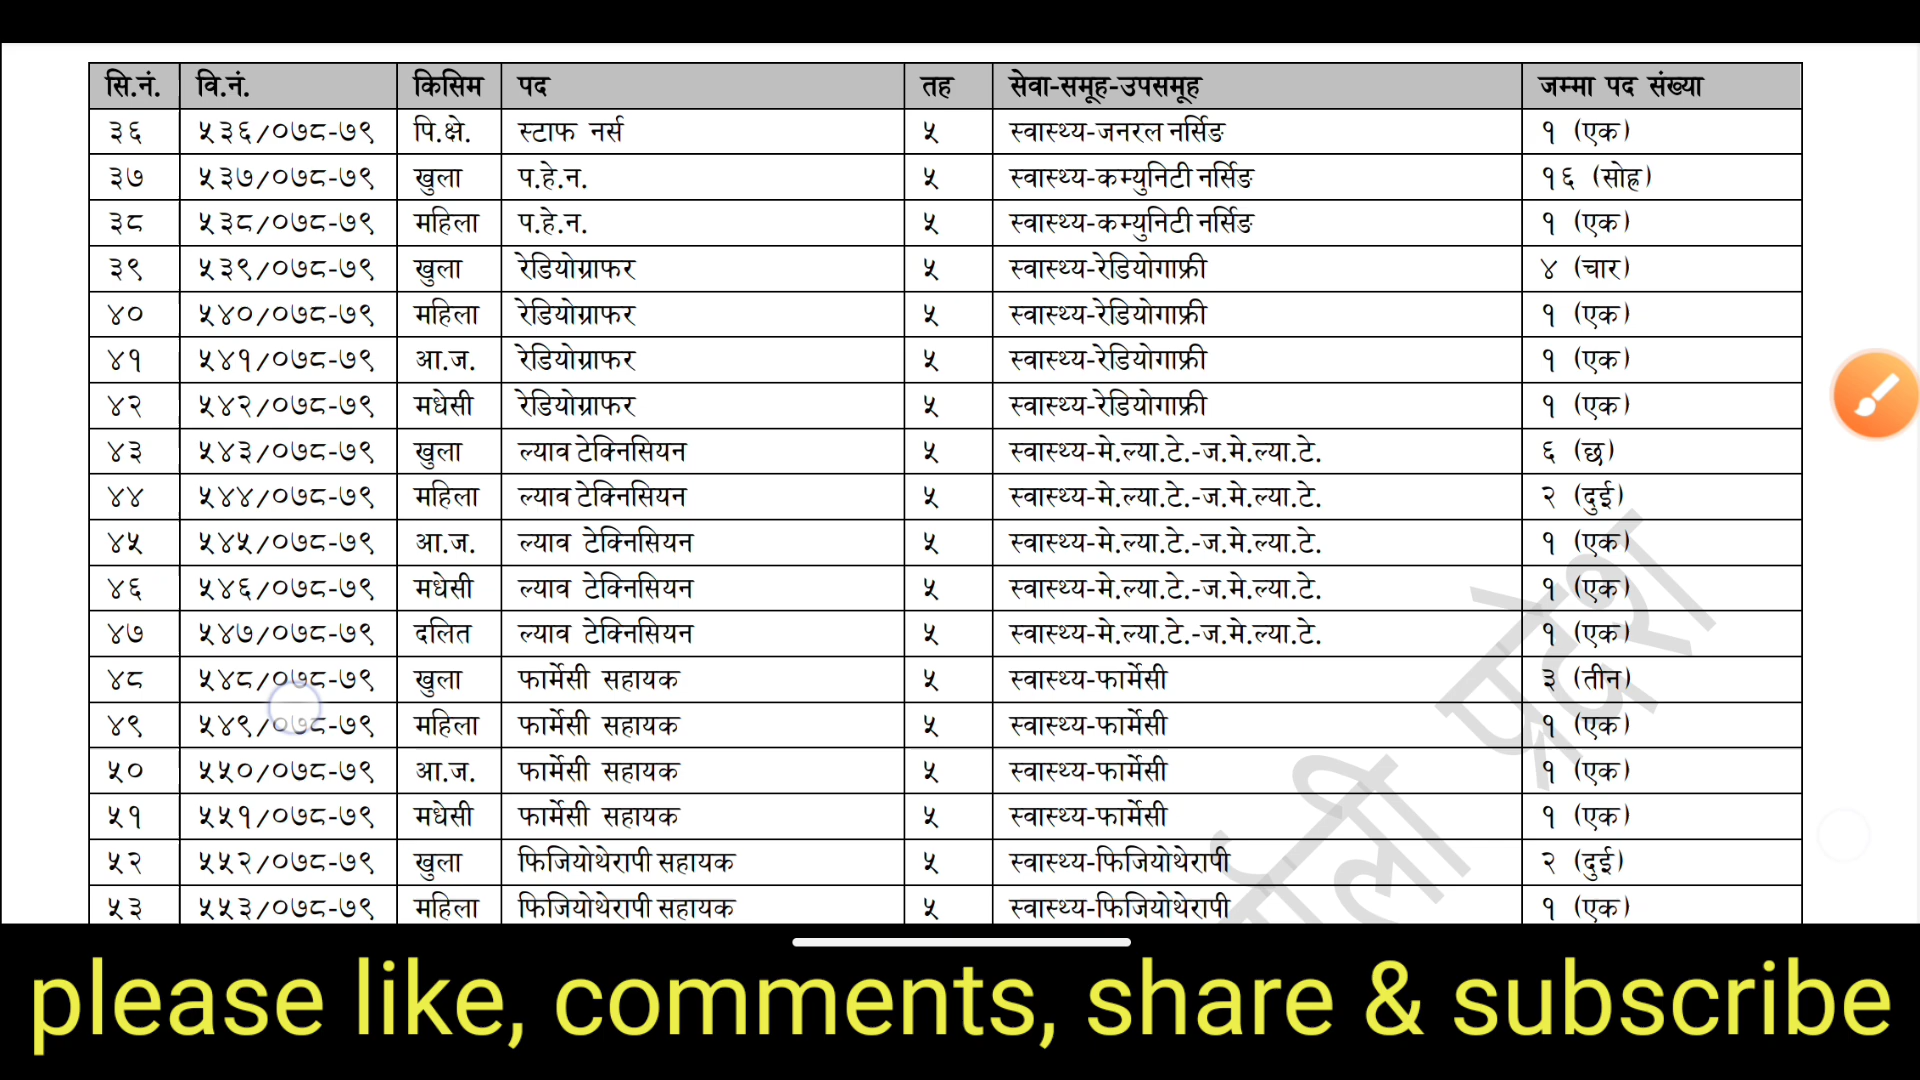 सि.नं. वि.नं. किसिम पद तह सेवा-समूह-उपसमूह जम्मा पद संख्या
३६ ५३६/०७८-७९ पि.क्षे. स्टाफ नर्स ५ स्वास्थ्य-जनरल नर्सिङ १ (एक)
३७ ५३७/०७८-७९ खुला प.हे.न. ५ स्वास्थ्य-कम्युनिटी नर्सिङ १६ (सोह्र)
३८ ५३८/०७८-७९ महिला प.हे.न. ५ स्वास्थ्य-कम्युनिटी नर्सिङ १ (एक)
३९ ५३९/०७८-७९ खुला रेडियोग्राफर ५ स्वास्थ्य-रेडियोगाफ्री ४ (चार)
४० ५४०/०७८-७९ महिला रेडियोग्राफर ५ स्वास्थ्य-रेडियोगाफ्री १ (एक)
४१ ५४१/०७८-७९ आ.ज. रेडियोग्राफर ५ स्वास्थ्य-रेडियोगाफ्री १ (एक)
४२ ५४२/०७८-७९ मधेसी रेडियोग्राफर ५ स्वास्थ्य-रेडियोगाफ्री १ (एक)
४३ ५४३/०७८-७९ खुला ल्याव टेक्निसियन ५ स्वास्थ्य-मे.ल्या.टे.-ज.मे.ल्या.टे. ६ (छ)
४४ ५४४/०७८-७९ महिला ल्याव टेक्निसियन ५ स्वास्थ्य-मे.ल्या.टे.-ज.मे.ल्या.टे. २ (दुई)
४५ ५४५/०७८-७९ आ.ज. ल्याव टेक्निसियन ५ स्वास्थ्य-मे.ल्या.टे.-ज.मे.ल्या.टे. १ (एक)
४६ ५४६/०७८-७९ मधेसी ल्याव टेक्निसियन ५ स्वास्थ्य-मे.ल्या.टे.-ज.मे.ल्या.टे. १ (एक)
४७ ५४७/०७८-७९ दलित ल्याव टेक्निसियन ५ स्वास्थ्य-मे.ल्या.टे.-ज.मे.ल्या.टे. १ (एक)
४८ ५४८/०७८-७९ खुला फार्मेसी सहायक ५ स्वास्थ्य-फार्मेसी ३ (तीन)
४९ ५४९/०७८-७९ महिला फार्मेसी सहायक ५ स्वास्थ्य-फार्मेसी १ (एक)
५० ५५०/०७८-७९ आ.ज. फार्मेसी सहायक ५ स्वास्थ्य-फार्मेसी १ (एक)
५१ ५५१/०७८-७९ मधेसी फार्मेसी सहायक ५ स्वास्थ्य-फार्मेसी १ (एक)
५२ ५५२/०७८-७९ खुला फिजियोथेरापी सहायक ५ स्वास्थ्य-फिजियोथेरापी २ (दुई)
५३ ५५३/०७८-७९ महिला फिजियोथेरापी सहायक ५ स्वास्थ्य-फिजियोथेरापी १ (एक)
प्रदेश
please like, comments, share & subscribe